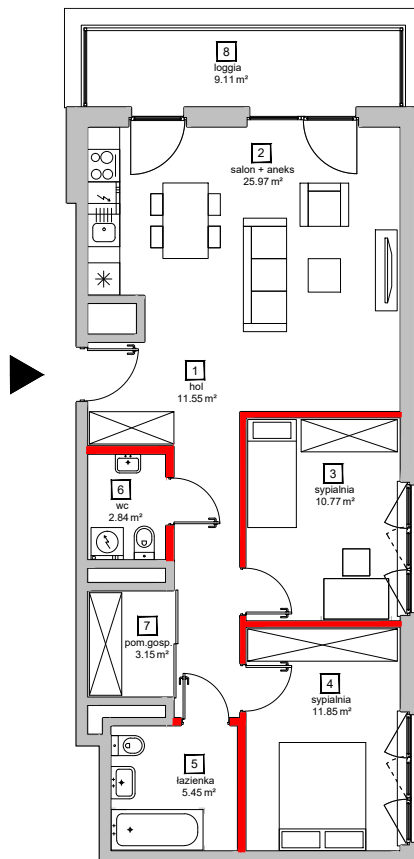 8
loggia
9.11 m²
2
salon + aneks
25.97 m²
1
hol
11.55 m²
3
sypialnia
10.77 m²
6
wc
2.84 m²
7
pom.gosp.
3.15 m²
4
sypialnia
11.85 m²
5
łazienka
5.45 m²